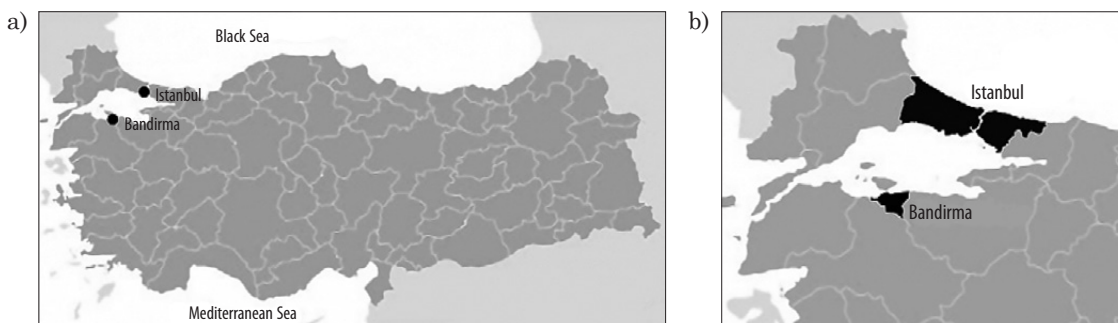 a)
Black Sea
Istanbul
Bandirma
Mediterranean Sea
b)
Istanbul
Bandirma